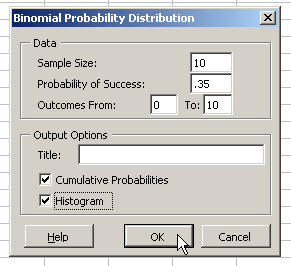 Binomial Probability Distribution
Data
Sample Size: 10
Probability of Success: .35
Outcomes From: 0 To: 10
Output Options
Title:
Cumulative Probabilities
Histogram
Help OK Cancel